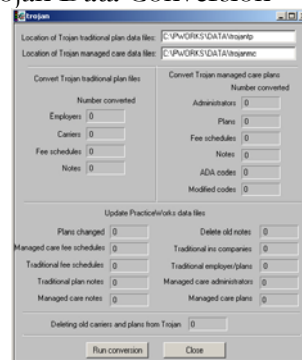 Trojan Data Conversion
trojan
Location of Trojan traditional plan data files: C:\PWORKS\DATA\trojantp
Location of Trojan managed care data files: C:\PWORKS\DATA\trojanmc
Convert Trojan traditional plan files
Number converted
Employers 0
Carriers 0
Fee schedules 0
Notes 0
Convert Trojan managed care plans
Number converted
Administrators 0
Plans 0
Fee schedules 0
Notes 0
ADA codes 0
Modified codes 0
Update PracticeWorks data files
Plans changed 0 Delete old notes 0
Managed care fee schedules 0 Traditional ins companies 0
Traditional fee schedules 0 Traditional employer/plans 0
Traditional plan notes 0 Managed care administrators 0
Managed care notes 0 Managed care plans 0
Deleting old carriers and plans from Trojan 0
Run conversion Close